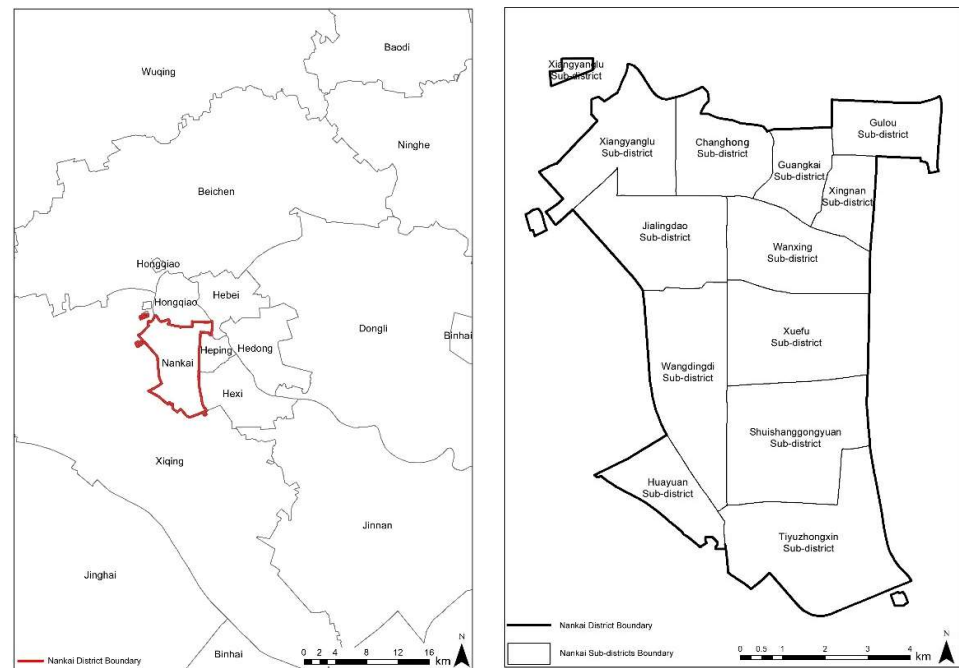 Baodi
Wuqing
Ninghe
Beichen
Hongqiao
Hongqiao
Hebei
Dongli
Binhai
Nankai
Heping
Hedong
Hexi
Xiqing
Jinnan
Jinghai
Binhai
Nankai District Boundary
0 2 4 8 12 16
km
N
Xiangyanglu
Sub-district
Gulou
Sub-district
Xiangyanglu
Sub-district
Changhong
Sub-district
Guangkai
Sub-district
Xingnan
Sub-district
Jialingdao
Sub-district
Wanxing
Sub-district
Xuefu
Sub-district
Wangdingdi
Sub-district
Shuishanggongyuan
Sub-district
Huayuan
Sub-district
Tiyuzhongxin
Sub-district
Nankai District Boundary
Nankai Sub-districts Boundary
0 0.5 1 2 3 4
km
N